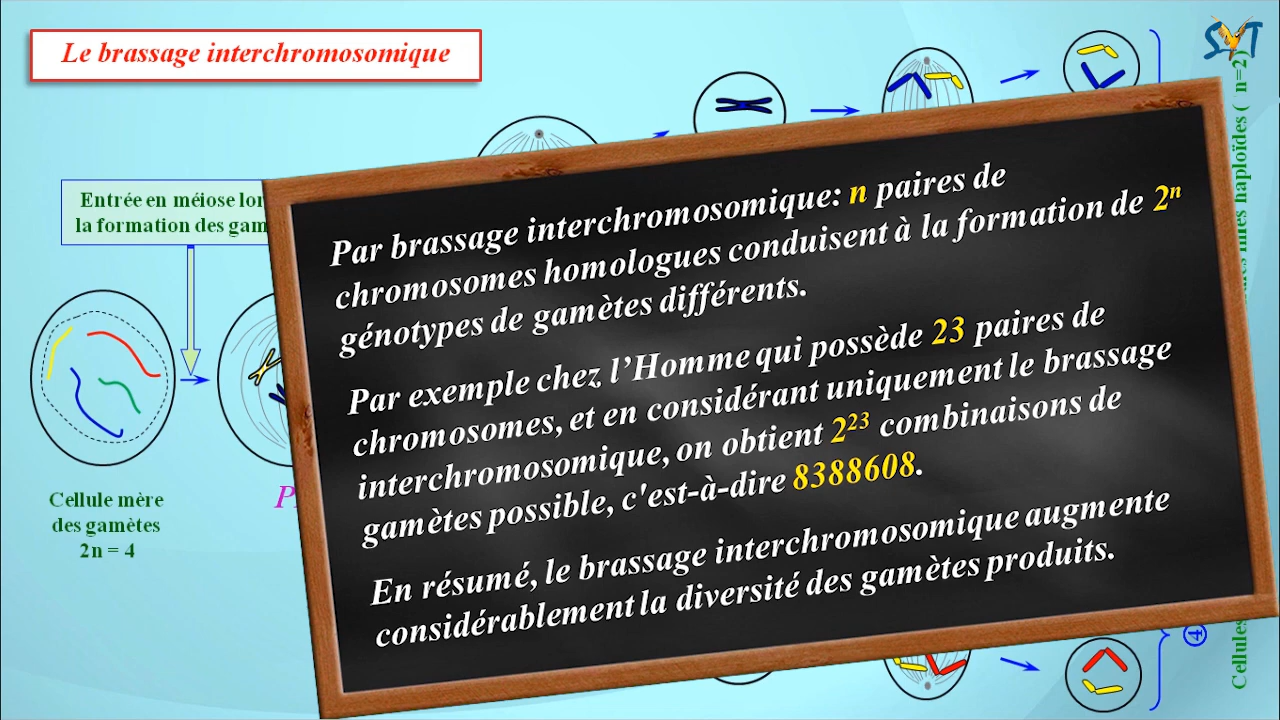 Le brassage interchromosomique
SVT
Entrée en méiose lor
la formation des gam
Par brassage interchromosomique: n paires de
chromosomes homologues conduisent à la formation de 2ⁿ
génotypes de gamètes différents.
Par exemple chez l’Homme qui possède 23 paires de
chromosomes, et en considérant uniquement le brassage
interchromosomique, on obtient 2²³ combinaisons de
gamètes possible, c'est-à-dire 8388608.
En résumé, le brassage interchromosomique augmente
considérablement la diversité des gamètes produits.
Cellule mère
des gamètes
2n = 4
P
4
Cellules
haploïdes ( n=2)